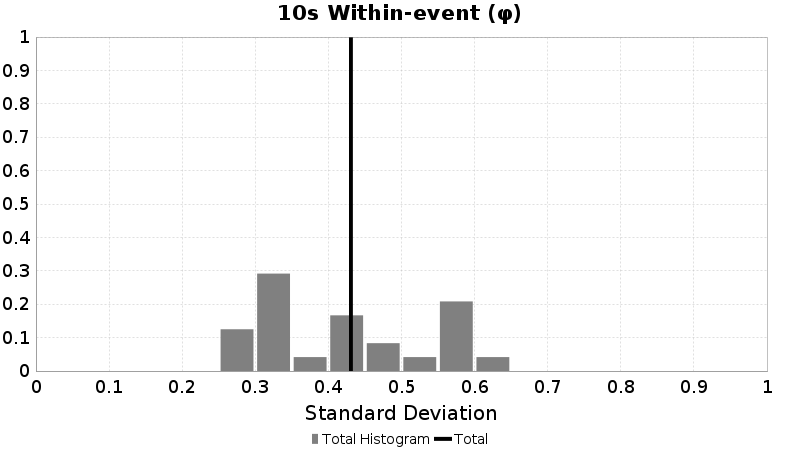 10s Within-event (φ)
1
0.9
0.8
0.7
0.6
0.5
0.4
0.3
0.2
0.1
0
0 0.1 0.2 0.3 0.4 0.5 0.6 0.7 0.8 0.9 1
Standard Deviation
Total Histogram Total